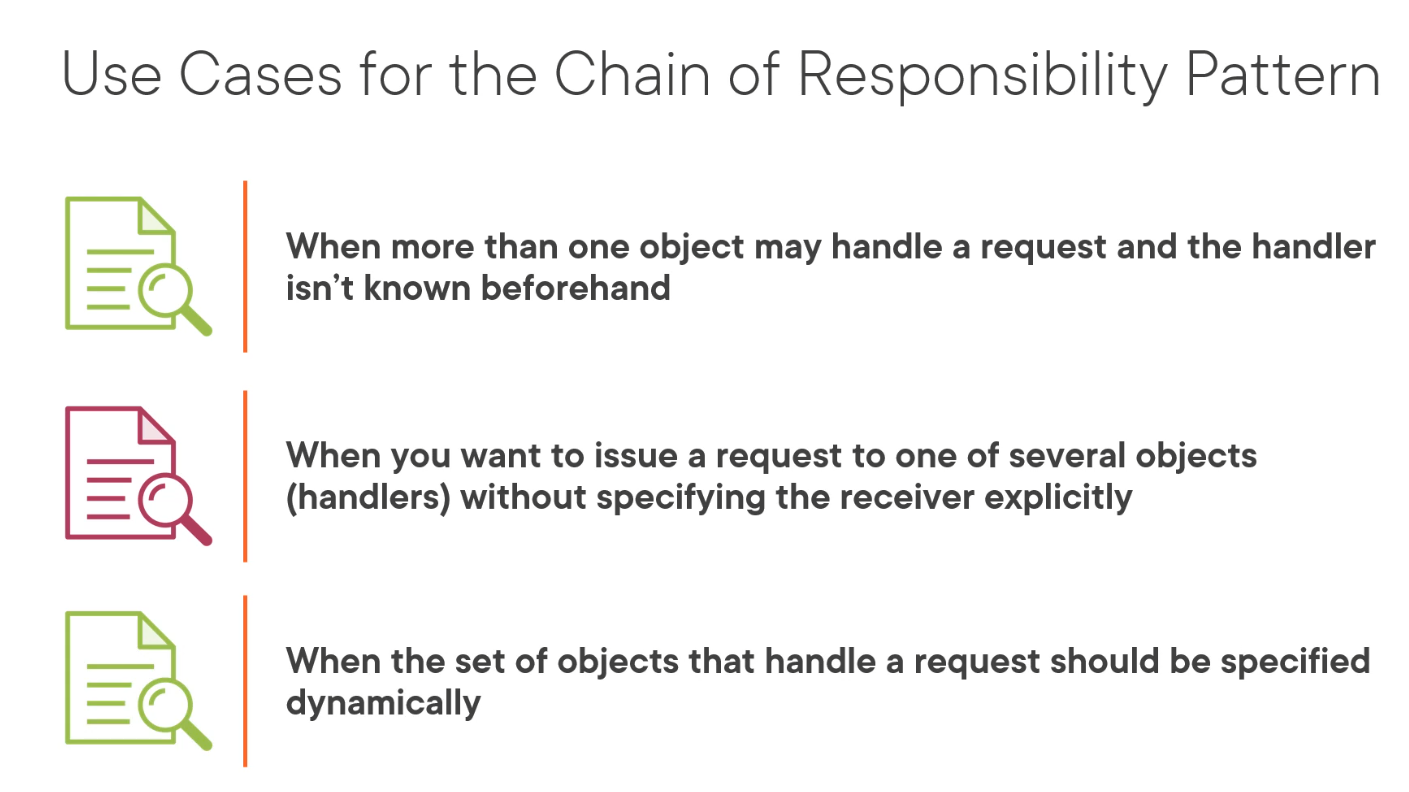 Use Cases for the Chain of Responsibility Pattern
When more than one object may handle a request and the handler
isn’t known beforehand
When you want to issue a request to one of several objects
(handlers) without specifying the receiver explicitly
When the set of objects that handle a request should be specified
dynamically